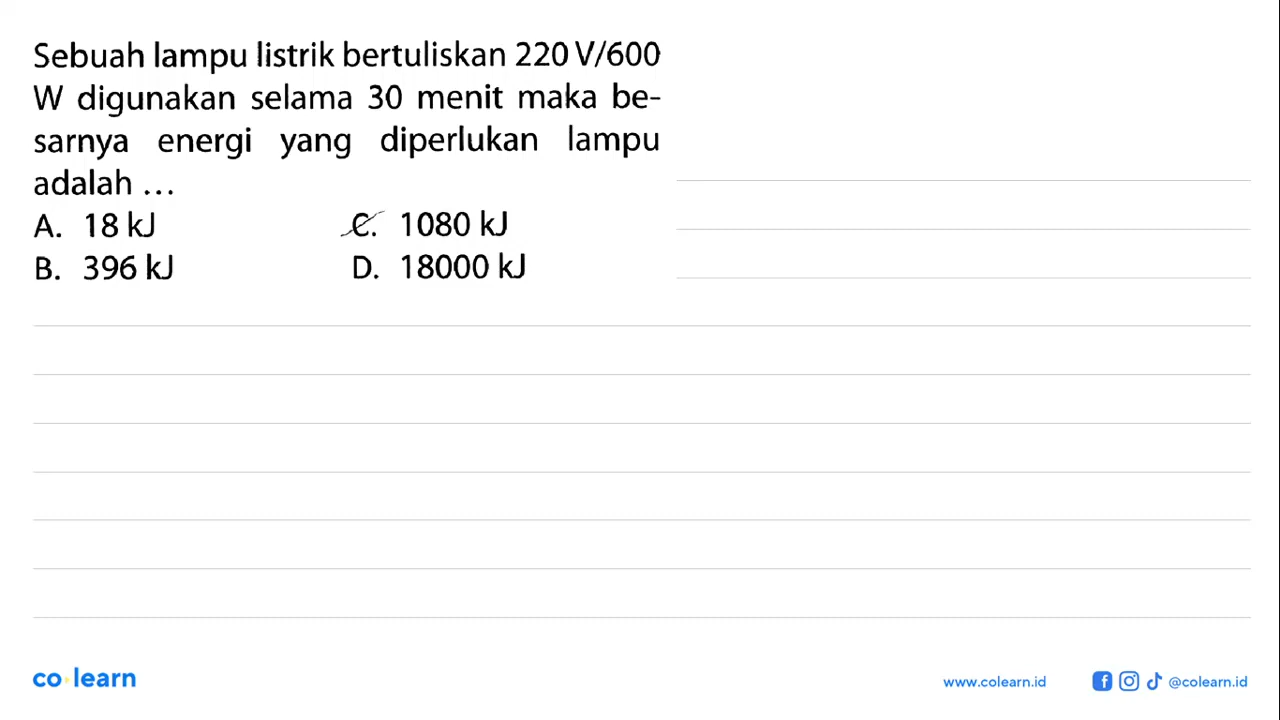 Sebuah lampu listrik bertuliskan 220 V/600
W digunakan selama 30 menit maka be-
sarnya energi yang diperlukan lampu
adalah ...
A. 18 kJ C. 1080 kJ
B. 396 kJ D. 18000 kJ
co learn www.colearn.id @colearn.id